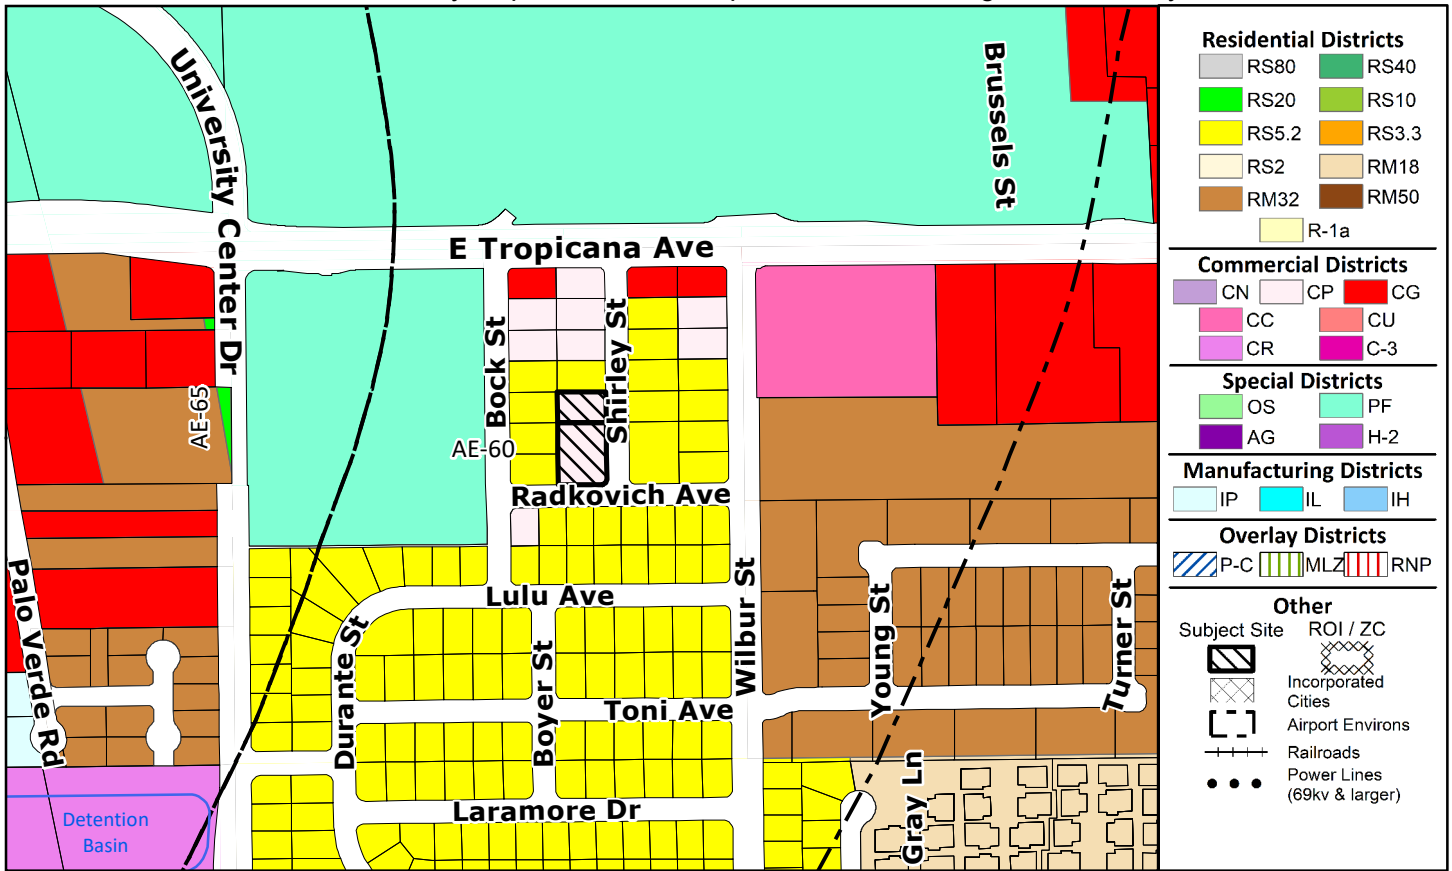 University Center Dr
Brussels St
E Tropicana Ave
Bock St
Shirley St
AE-65
AE-60
Radkovich Ave
Palo Verde Rd
Lulu Ave
Wilbur St
Durante St
Boyer St
Young St
Turner St
Toni Ave
Gray Ln
Laramore Dr
Detention
Basin
Residential Districts
RS80 RS40
RS20 RS10
RS5.2 RS3.3
RS2 RM18
RM32 RM50
R-1a
Commercial Districts
CN CP CG
CC CU
CR C-3
Special Districts
OS PF
AG H-2
Manufacturing Districts
IP IL IH
Overlay Districts
P-C MLZ RNP
Other
Subject Site ROI / ZC
Incorporated
Cities
Airport Environs
Railroads
Power Lines
(69kv & larger)